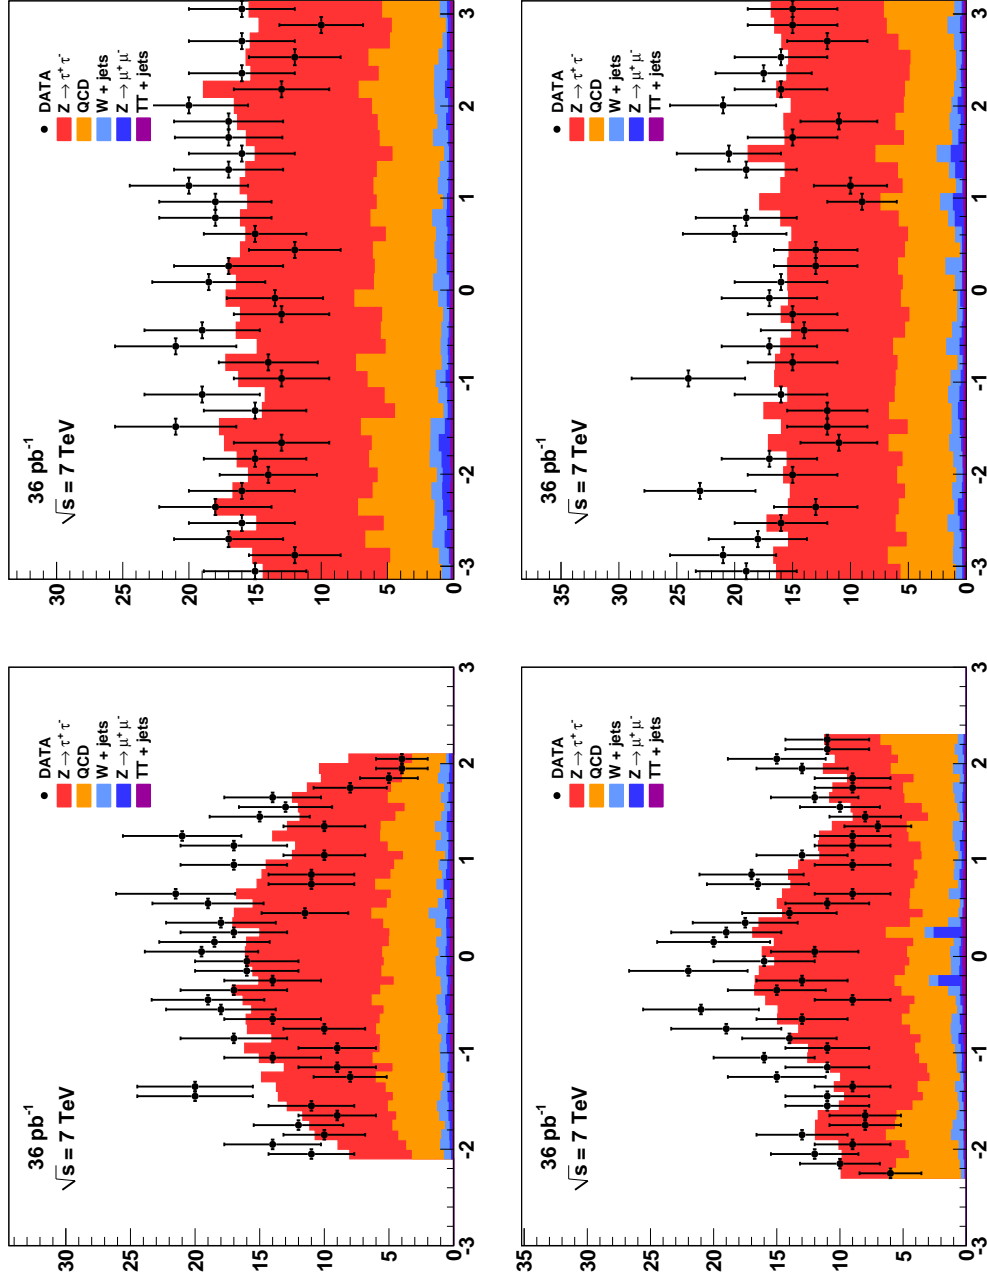 36 pb⁻¹
√s = 7 TeV
DATA
Z → τ⁺ τ⁻
QCD
W + jets
Z → μ⁺ μ⁻
TT + jets
30
25
20
15
10
5
0
-3 -2 -1 0 1 2 3
36 pb⁻¹
√s = 7 TeV
DATA
Z → τ⁺ τ⁻
QCD
W + jets
Z → μ⁺ μ⁻
TT + jets
30
25
20
15
10
5
0
-3 -2 -1 0 1 2 3
36 pb⁻¹
√s = 7 TeV
DATA
Z → τ⁺ τ⁻
QCD
W + jets
Z → μ⁺ μ⁻
TT + jets
35
30
25
20
15
10
5
0
-3 -2 -1 0 1 2 3
36 pb⁻¹
√s = 7 TeV
DATA
Z → τ⁺ τ⁻
QCD
W + jets
Z → μ⁺ μ⁻
TT + jets
35
30
25
20
15
10
5
0
-3 -2 -1 0 1 2 3